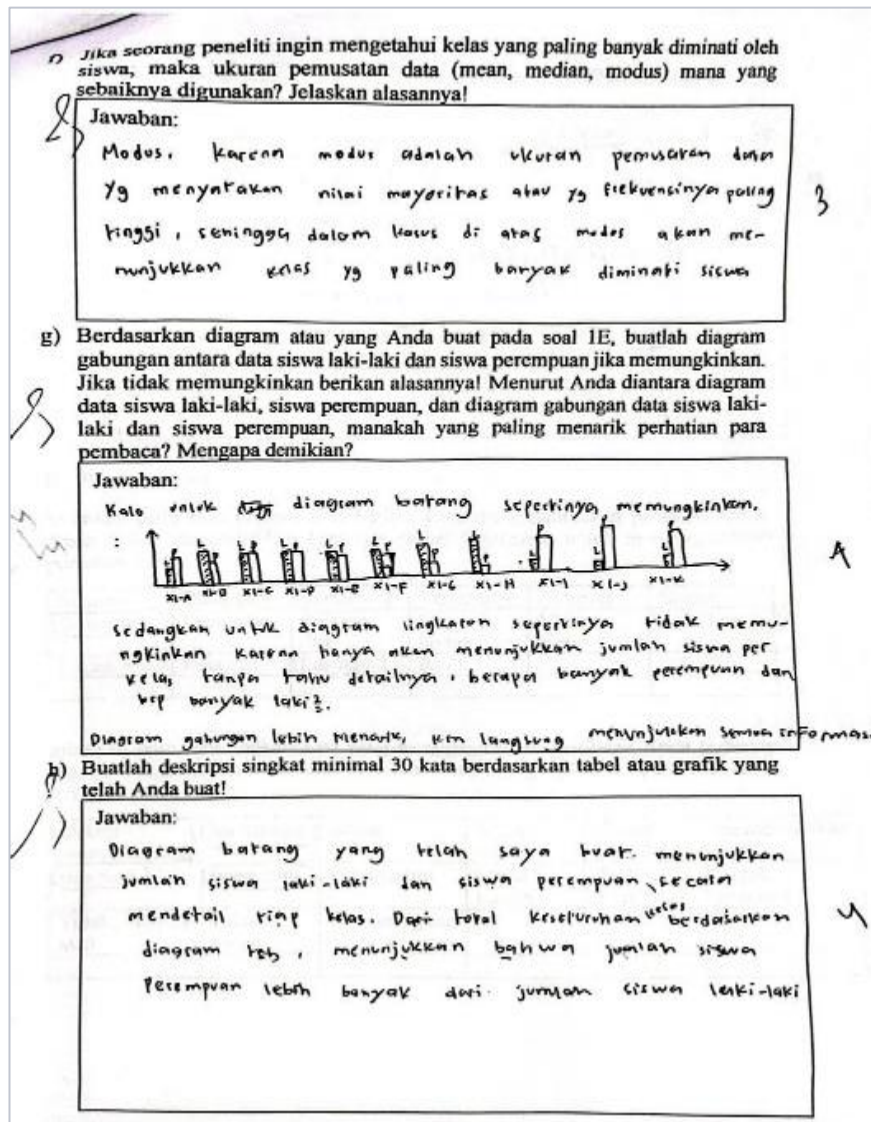 Jika seorang peneliti ingin mengetahui kelas yang paling banyak diminati oleh
siswa, maka ukuran pemusatan data (mean, median, modus) mana yang
sebaiknya digunakan? Jelaskan alasannya!
Jawaban:
Modus. Karena modus adalah ukuran pemusatan data
yg menyatakan nilai mayoritas atau yg frekuensinya paling
tinggi, sehingga dalam kasus di atas modus akan me-
nunjukkan kelas yg paling banyak diminati siswa
3
g) Berdasarkan diagram atau yang Anda buat pada soal 1E, buatlah diagram
gabungan antara data siswa laki-laki dan siswa perempuan jika memungkinkan.
Jika tidak memungkinkan berikan alasannya! Menurut Anda diantara diagram
data siswa laki-laki, siswa perempuan, dan diagram gabungan data siswa laki-
laki dan siswa perempuan, manakah yang paling menarik perhatian para
pembaca? Mengapa demikian?
Jawaban:
Kalo untuk diagram batang sepertinya memungkinkan.
:
L P L P L P L P L P L P L P L P L P L P L P
XI-A XI-B XI-C XI-D XI-E XI-F XI-G XI-H XI-I XI-J XI-K
4
Sedangkan untuk diagram lingkaran sepertinya tidak memu-
ngkinkan karena hanya akan menunjukkan jumlah siswa per
kelas, tanpa tahu detailnya, berapa banyak perempuan dan
brp banyak laki2.
Diagram gabungan lebih menarik, krn langsung menunjukkan semua informasi
h) Buatlah deskripsi singkat minimal 30 kata berdasarkan tabel atau grafik yang
telah Anda buat!
Jawaban:
Diagram batang yang telah saya buat. menunjukkan
jumlah siswa laki-laki dan siswa perempuan, secara
mendetail tiap kelas. Dari total keseluruhan kelas berdasarkan
diagram tsb, menunjukkan bahwa jumlah siswa
Perempuan lebih banyak dari jumlah siswa laki-laki
4